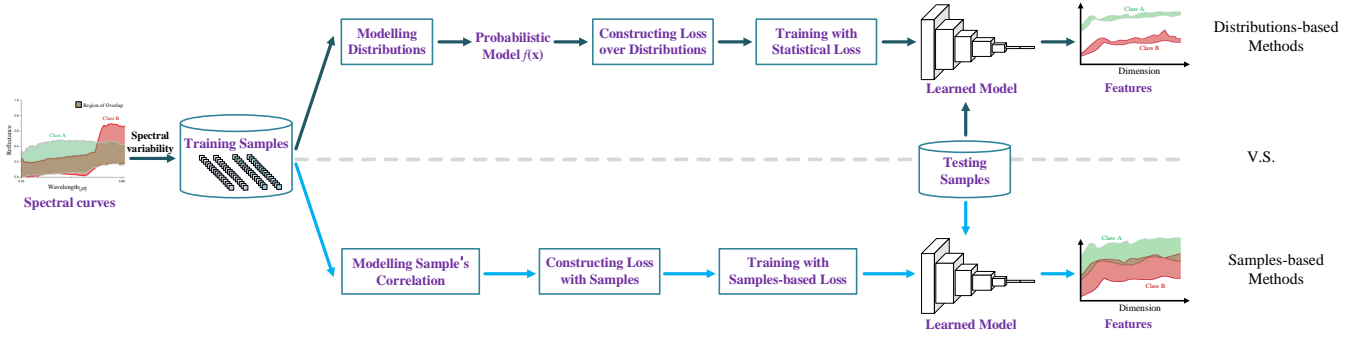 Modelling
Distributions
Probabilistic
Model f(x)
Constructing Loss
over Distributions
Training with
Statistical Loss
Learned Model
Class A
Class B
Dimension
Features
Distributions-based
Methods
Region of Overlap
Class A
Class B
Reflectance
Wavelength
Spectral curves
Spectral
variability
Training Samples
Testing
Samples
V.S.
Modelling Sample's
Correlation
Constructing Loss
with Samples
Training with
Samples-based Loss
Learned Model
Class A
Class B
Dimension
Features
Samples-based
Methods